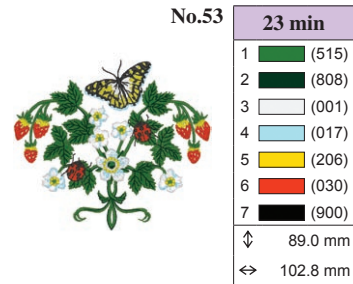 No.53
23 min
1 (515)
2 (808)
3 (001)
4 (017)
5 (206)
6 (030)
7 (900)
↕ 89.0 mm
↔ 102.8 mm